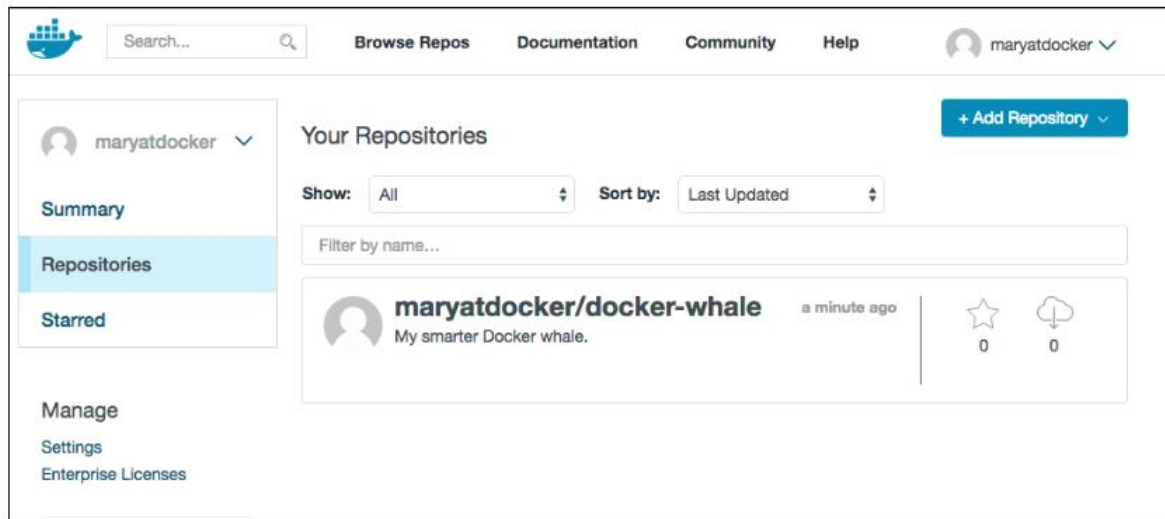 Search...
Browse Repos
Documentation
Community
Help
maryatdocker
maryatdocker
Summary
Repositories
Starred
Manage
Settings
Enterprise Licenses
Your Repositories
+ Add Repository
Show: All
Sort by: Last Updated
Filter by name...
maryatdocker/docker-whale
a minute ago
My smarter Docker whale.
0
0